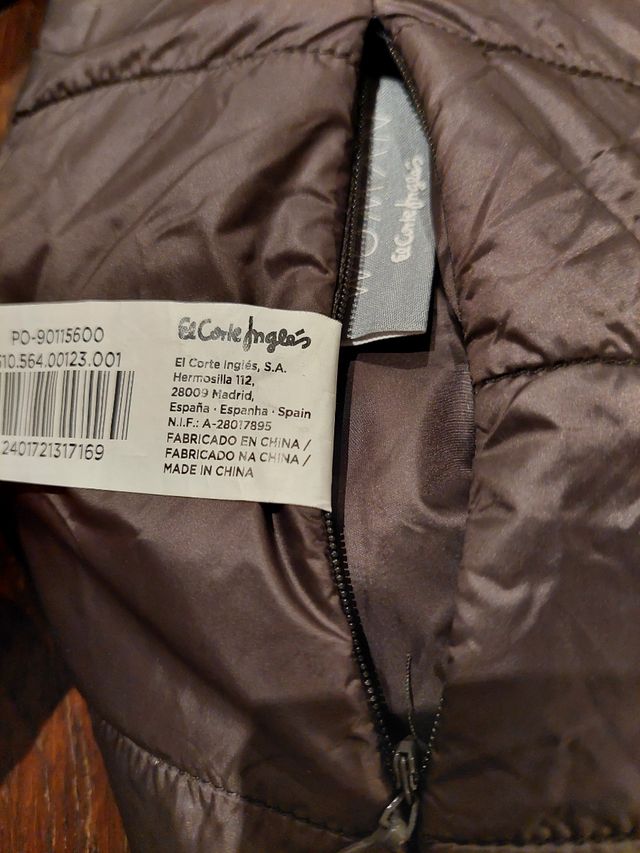 PO-90115600
510.564.00123.001
2401721317169
El Corte Inglés
El Corte Inglés, S.A.
Hermosilla 112,
28009 Madrid,
España · Espanha · Spain
N.I.F.: A-28017895
FABRICADO EN CHINA /
FABRICADO NA CHINA /
MADE IN CHINA
WOMAN
El Corte Inglés